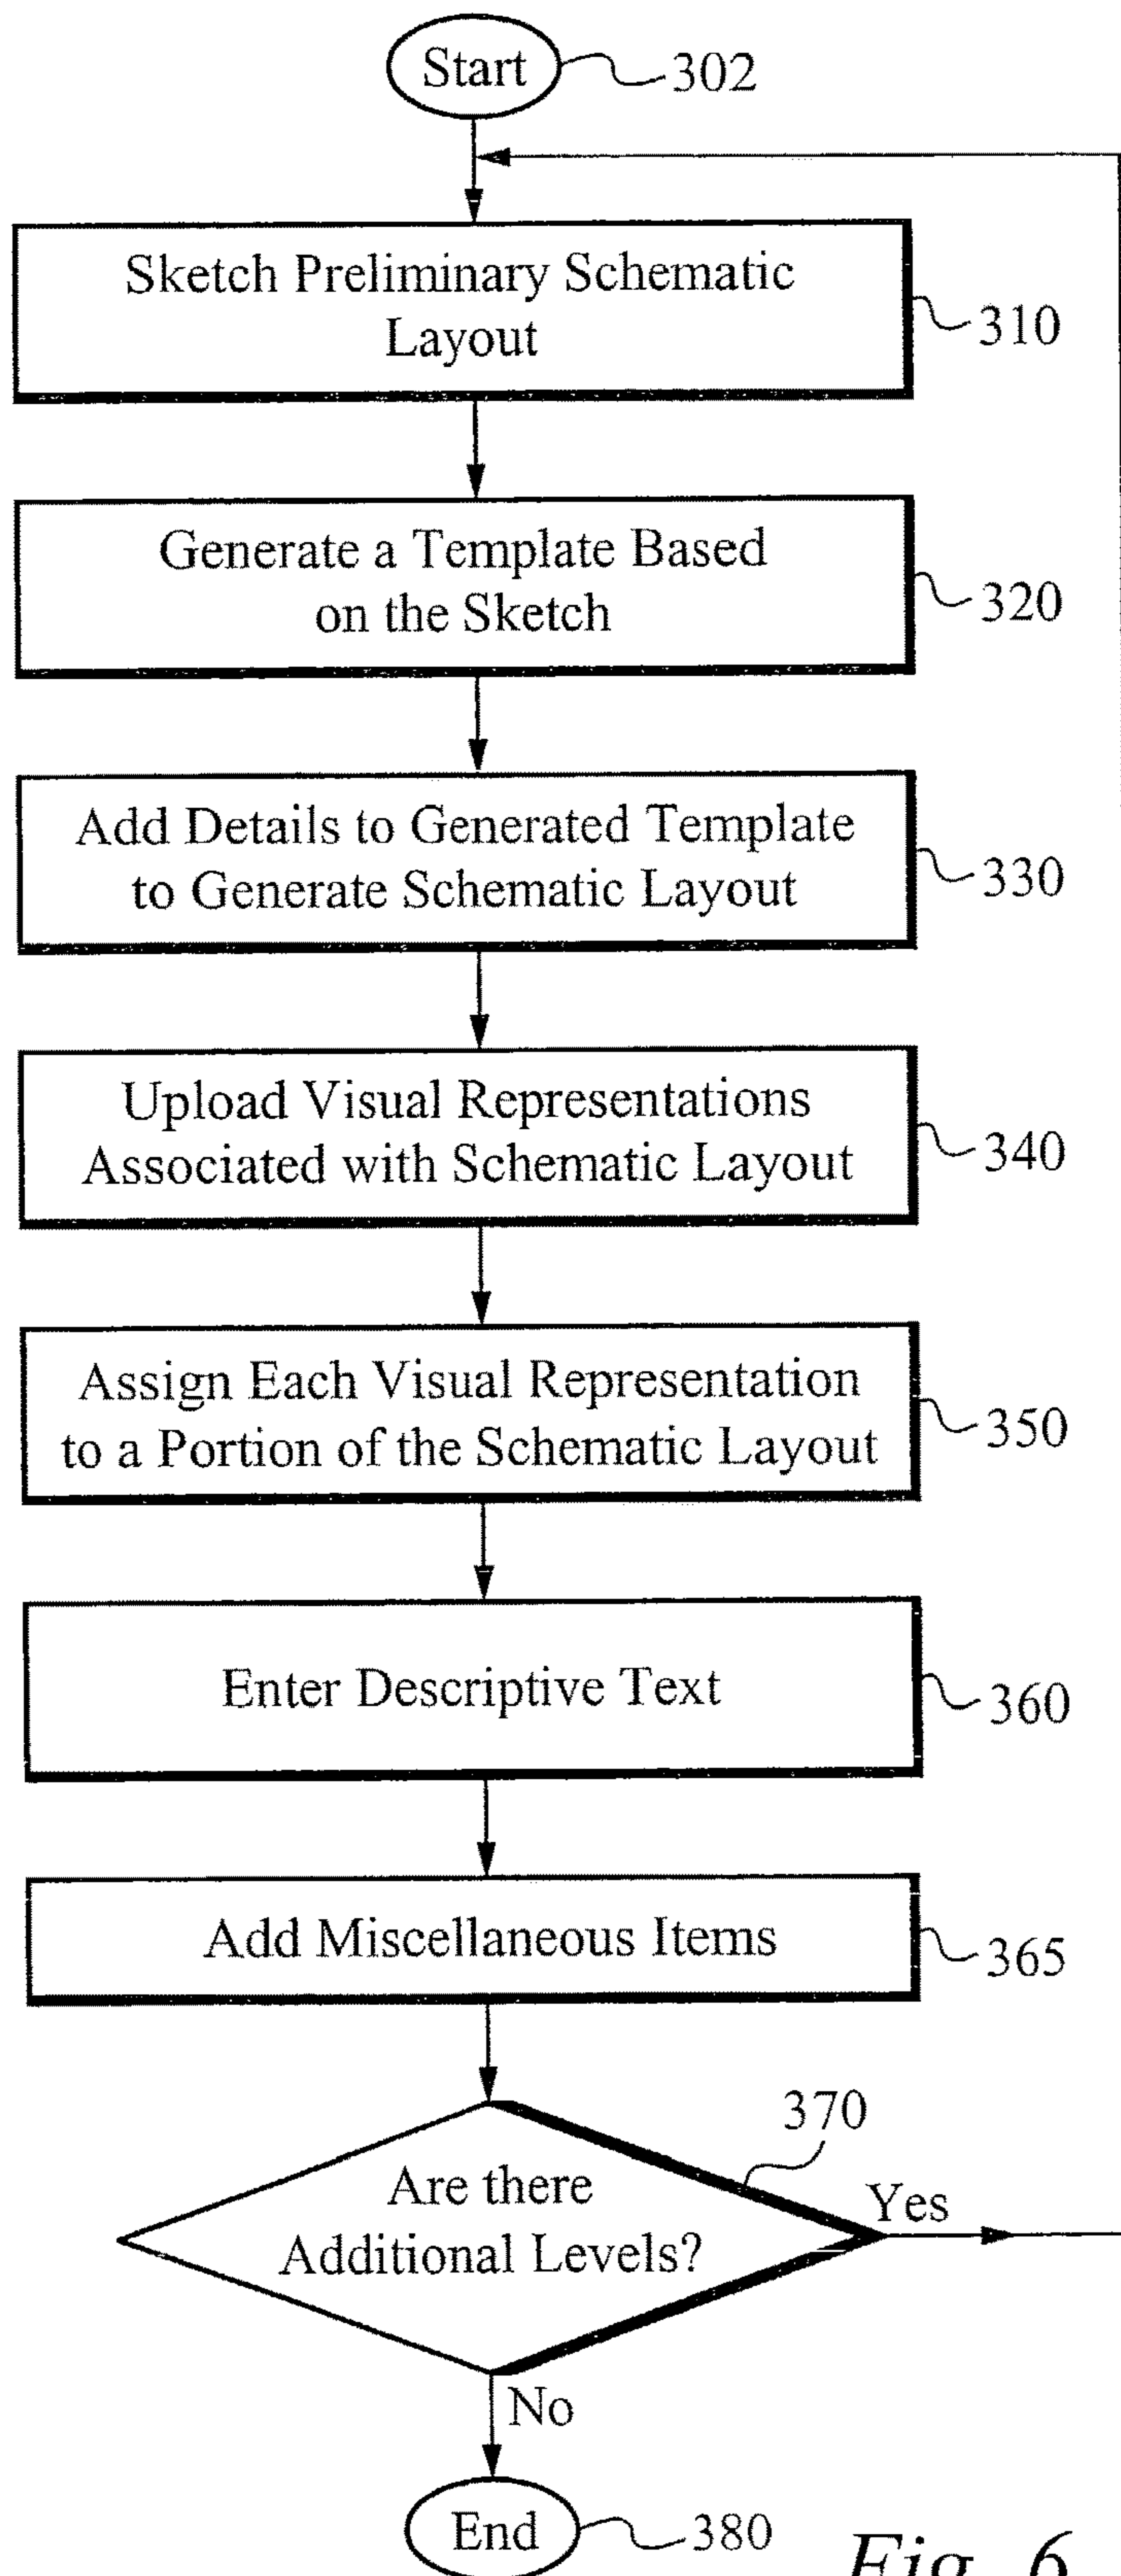 Start
302
Sketch Preliminary Schematic
Layout
310
Generate a Template Based
on the Sketch
320
Add Details to Generated Template
to Generate Schematic Layout
330
Upload Visual Representations
Associated with Schematic Layout
340
Assign Each Visual Representation
to a Portion of the Schematic Layout
350
Enter Descriptive Text
360
Add Miscellaneous Items
365
370
Are there
Additional Levels?
Yes
No
End
380
Fig. 6